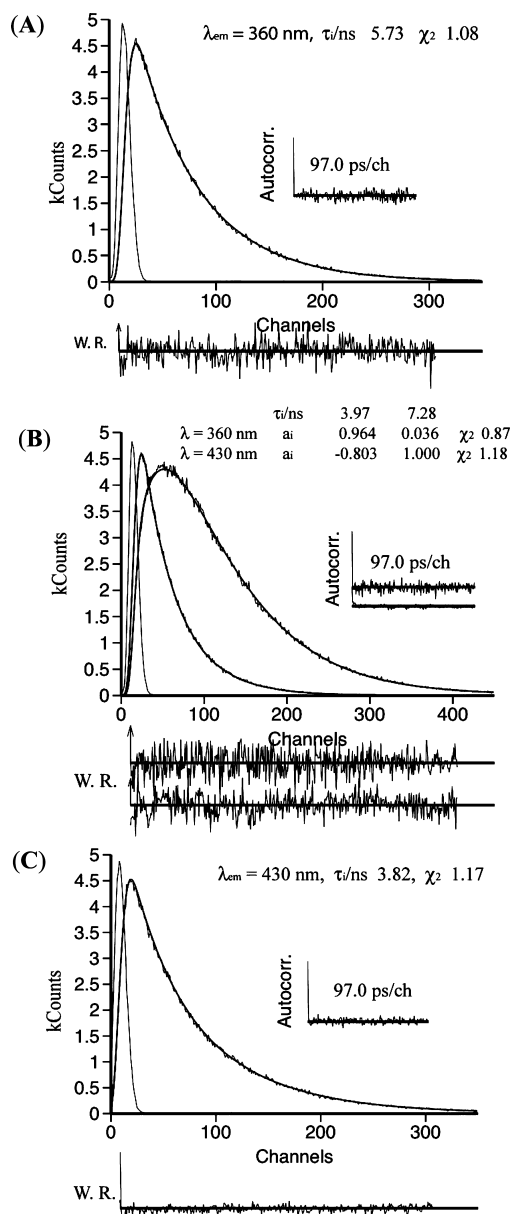 (A)
λem = 360 nm, τi/ns 5.73 χ2 1.08
5
4.5
4
3.5
3
2.5
2
1.5
1
0.5
0
kCounts
Autocorr.
97.0 ps/ch
0 100 200 300
Channels
W. R.
τi/ns 3.97 7.28
λ = 360 nm ai 0.964 0.036 χ2 0.87
λ = 430 nm ai -0.803 1.000 χ2 1.18
(B)
5
4.5
4
3.5
3
2.5
2
1.5
1
0.5
0
kCounts
Autocorr.
97.0 ps/ch
0 100 200 300 400
Channels
W. R.
(C)
λem = 430 nm, τi/ns 3.82, χ2 1.17
5
4.5
4
3.5
3
2.5
2
1.5
1
0.5
0
kCounts
Autocorr.
97.0 ps/ch
0 100 200 300
Channels
W. R.